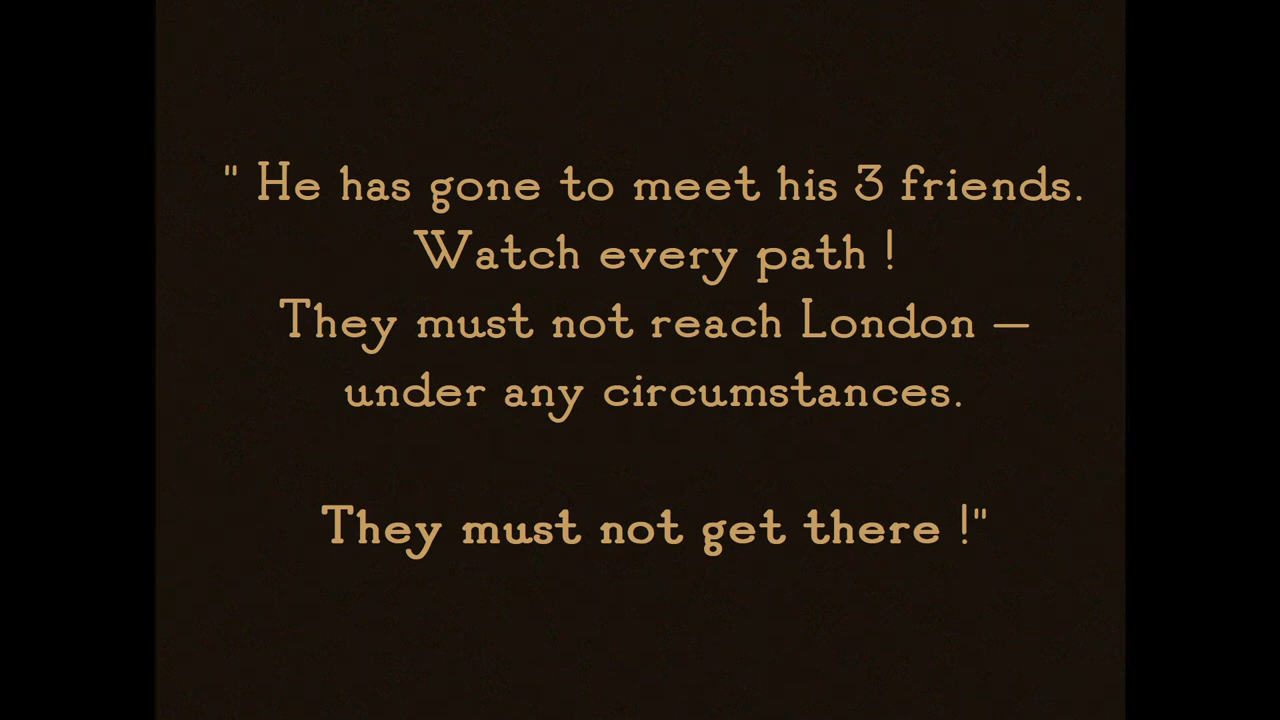 " He has gone to meet his 3 friends.
Watch every path !
They must not reach London —
under any circumstances.
They must not get there !"